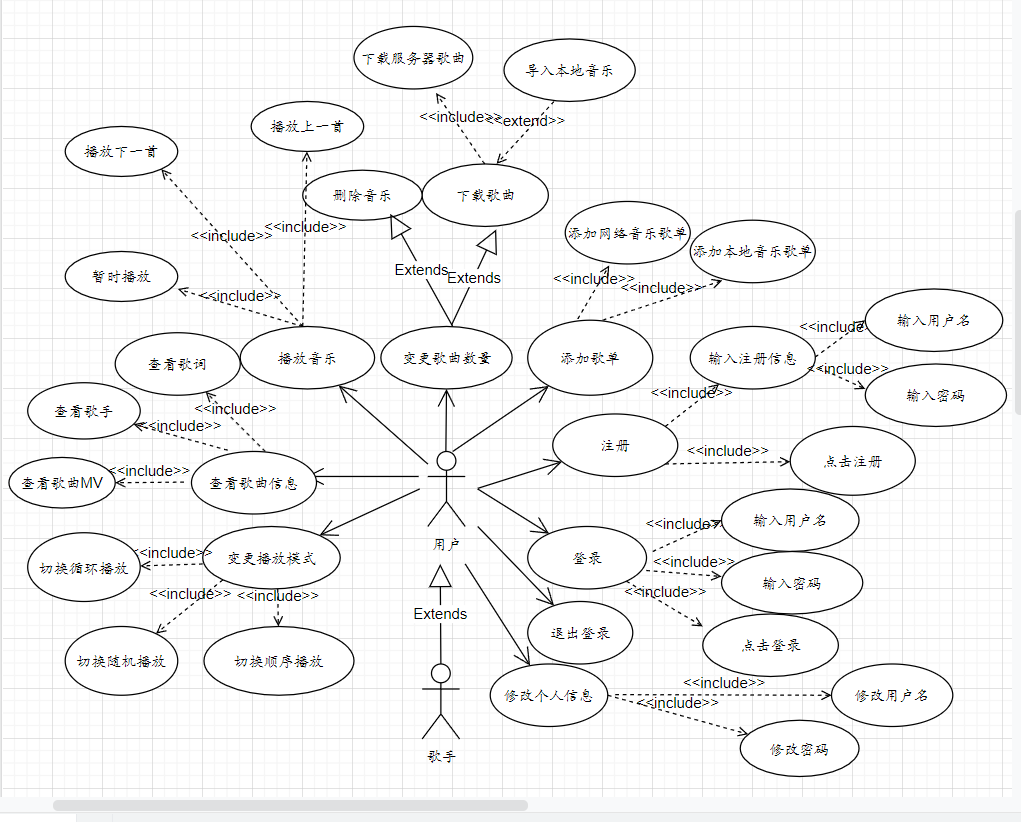 下载服务器歌曲
导入本地音乐
<<include>>
<<extend>>
播放上一首
播放下一首
删除音乐
下载歌曲
<<include>>
<<include>>
添加网络音乐歌单
添加本地音乐歌单
暂时播放
<<include>>
Extends
Extends
<<include>>
<<include>>
查看歌词
播放音乐
变更歌曲数量
添加歌单
输入注册信息
<<include>>
输入用户名
<<include>>
输入密码
查看歌手
<<include>>
<<include>>
<<include>>
注册
<<include>>
点击注册
查看歌曲MV
<<include>>
查看歌曲信息
用户
<<include>>
输入用户名
切换循环播放
<<include>>
变更播放模式
登录
<<include>>
输入密码
<<include>>
<<include>>
<<include>>
Extends
退出登录
点击登录
切换随机播放
切换顺序播放
修改个人信息
<<include>>
<<include>>
修改用户名
修改密码
歌手